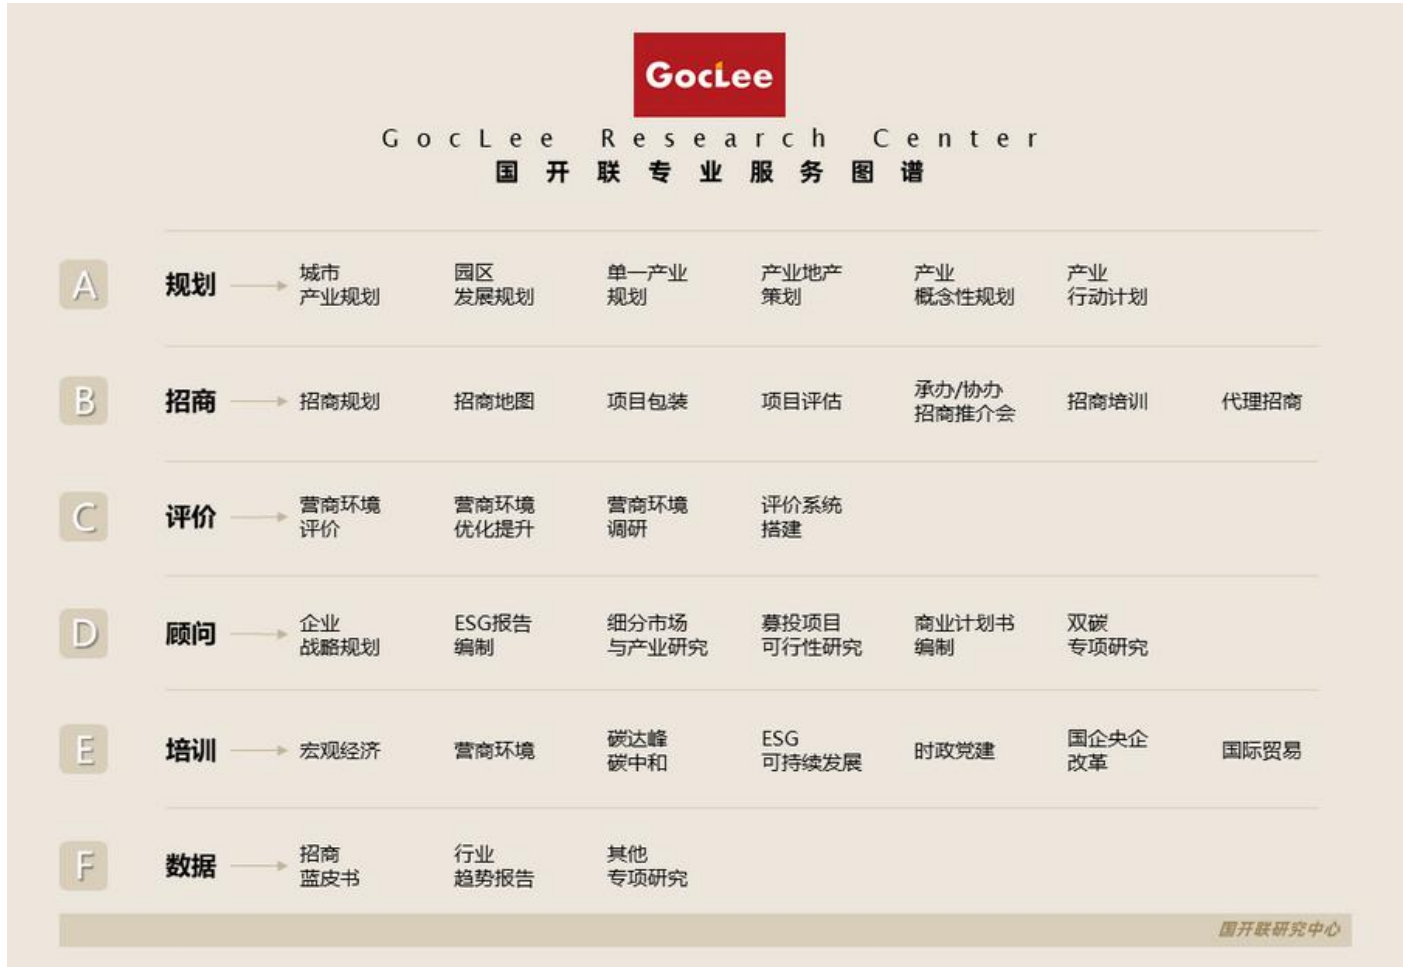 GocLee
GocLee Research Center
国开联专业服务图谱
A
规划
城市
产业规划
园区
发展规划
单一产业
规划
产业地产
策划
产业
概念性规划
产业
行动计划
B
招商
招商规划
招商地图
项目包装
项目评估
承办/协办
招商推介会
招商培训
代理招商
C
评价
营商环境
评价
营商环境
优化提升
营商环境
调研
评价系统
搭建
D
顾问
企业
战略规划
ESG报告
编制
细分市场
与产业研究
募投项目
可行性研究
商业计划书
编制
双碳
专项研究
E
培训
宏观经济
营商环境
碳达峰
碳中和
ESG
可持续发展
时政党建
国企央企
改革
国际贸易
F
数据
招商
蓝皮书
行业
趋势报告
其他
专项研究
国开联研究中心